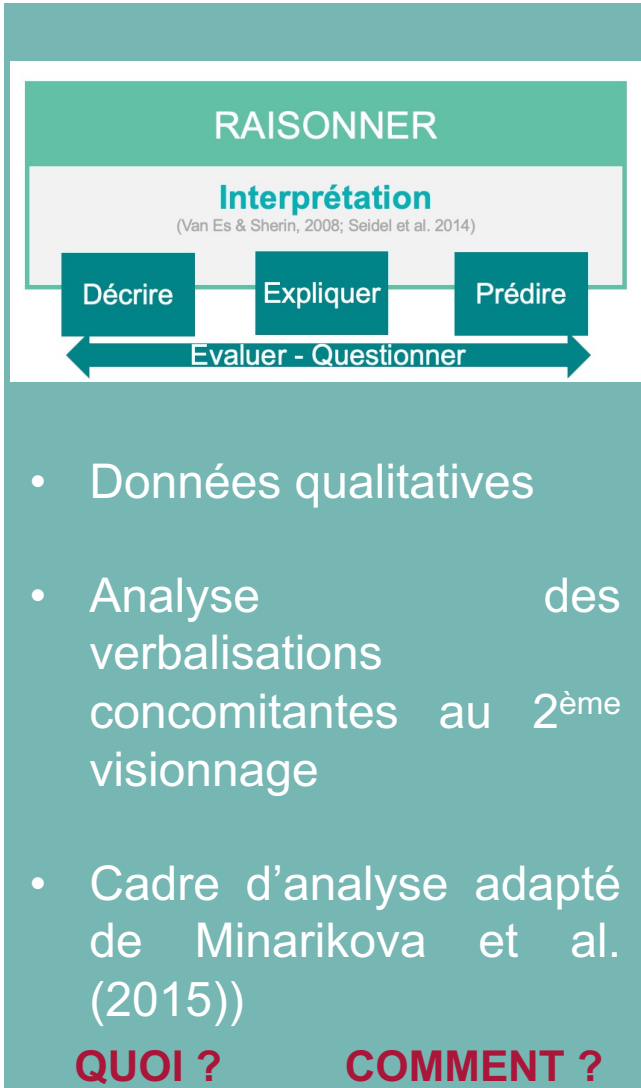 RAISONNER
Interprétation
(Van Es & Sherin, 2008; Seidel et al. 2014)
Décrire
Expliquer
Prédire
Evaluer - Questionner
• Données qualitatives
• Analyse des
verbalisations
concomitantes au 2ème
visionnage
• Cadre d’analyse adapté
de Minarikova et al.
(2015))
QUOI ? COMMENT ?